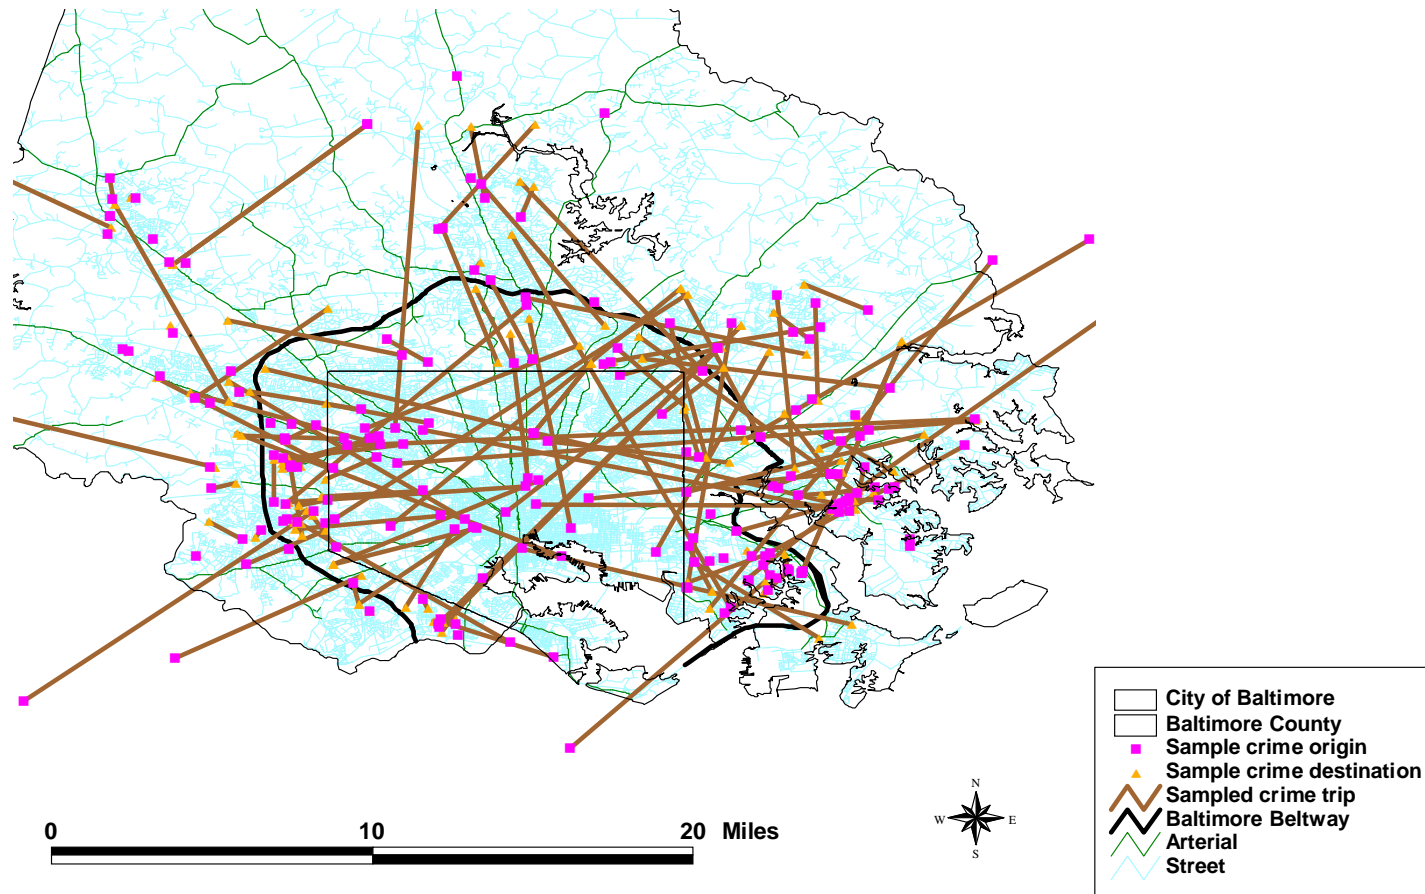 City of Baltimore
Baltimore County
Sample crime origin
Sample crime destination
Sampled crime trip
Baltimore Beltway
Arterial
Street
N
W E
S
0 10 20 Miles